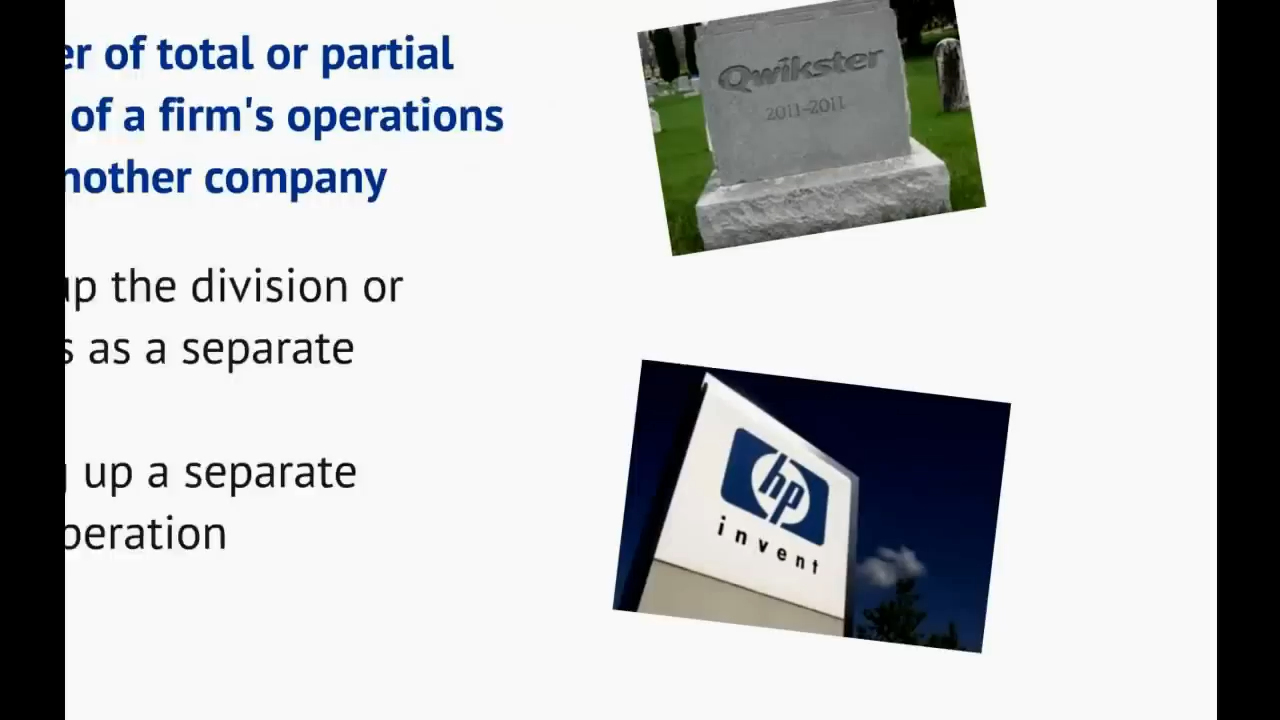 er of total or partial
of a firm's operations
nother company
up the division or
s as a separate
up a separate
peration
Qwikster
2011-2011
hp
invent